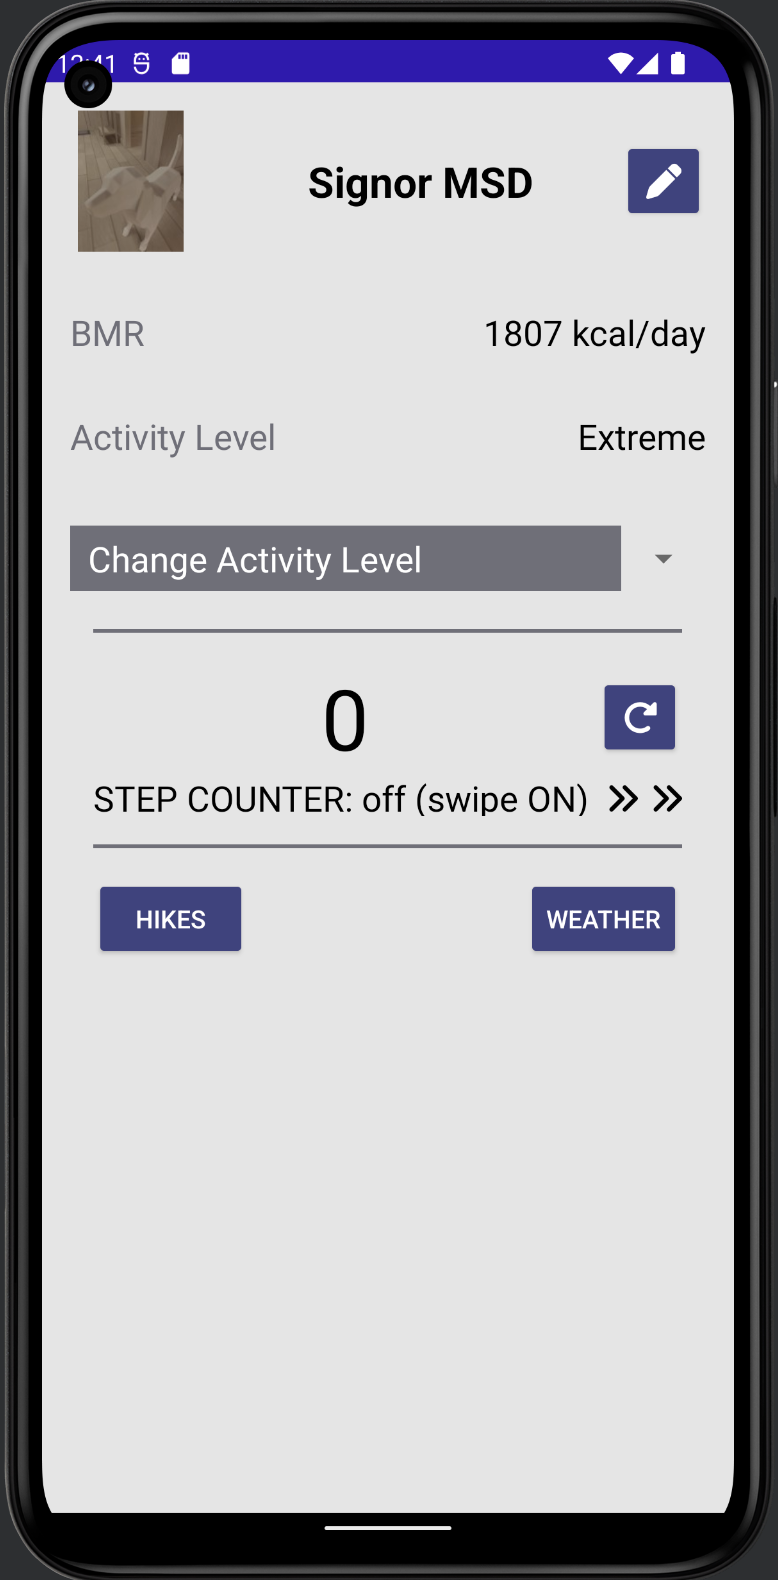 12:41
Signor MSD
BMR
1807 kcal/day
Activity Level
Extreme
Change Activity Level
0
STEP COUNTER: off (swipe ON)
HIKES
WEATHER